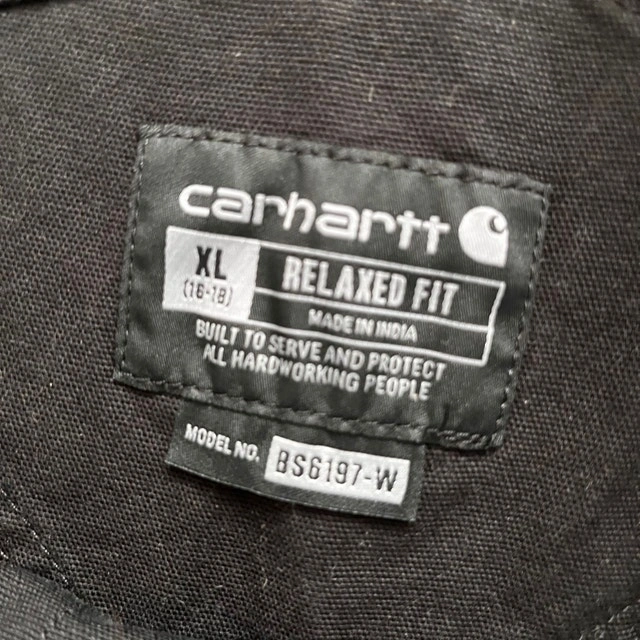 carhartt
XL
(16-18)
RELAXED FIT
MADE IN INDIA
BUILT TO SERVE AND PROTECT
ALL HARDWORKING PEOPLE
MODEL NO. BS6197-W